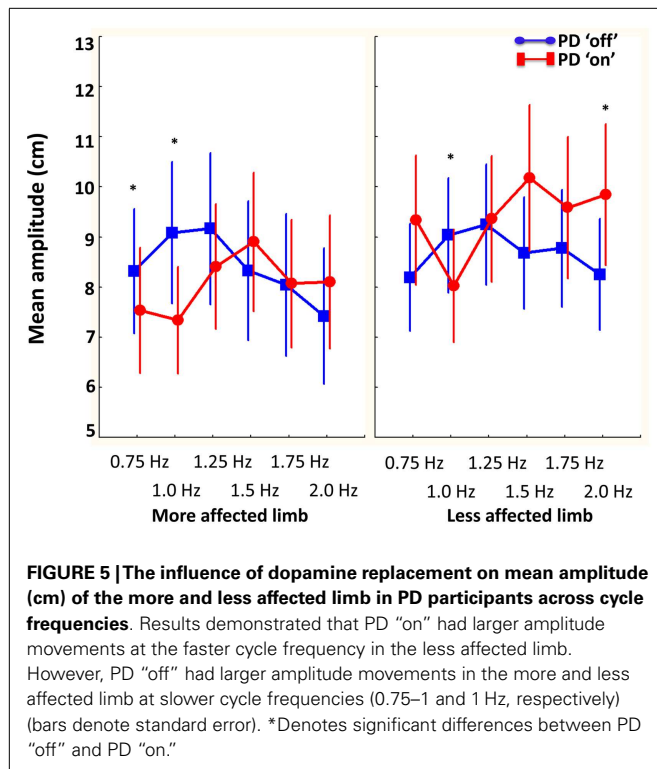 13
12
11
10
9
8
7
6
5
Mean amplitude (cm)
PD ‘off’
PD ‘on’
* *
* *
0.75 Hz 1.25 Hz 1.75 Hz
1.0 Hz 1.5 Hz 2.0 Hz
More affected limb
0.75 Hz 1.25 Hz 1.75 Hz
1.0 Hz 1.5 Hz 2.0 Hz
Less affected limb
FIGURE 5 | The influence of dopamine replacement on mean amplitude
(cm) of the more and less affected limb in PD participants across cycle
frequencies. Results demonstrated that PD “on” had larger amplitude
movements at the faster cycle frequency in the less affected limb.
However, PD “off” had larger amplitude movements in the more and less
affected limb at slower cycle frequencies (0.75–1 and 1 Hz, respectively)
(bars denote standard error). *Denotes significant differences between PD
“off” and PD “on.”